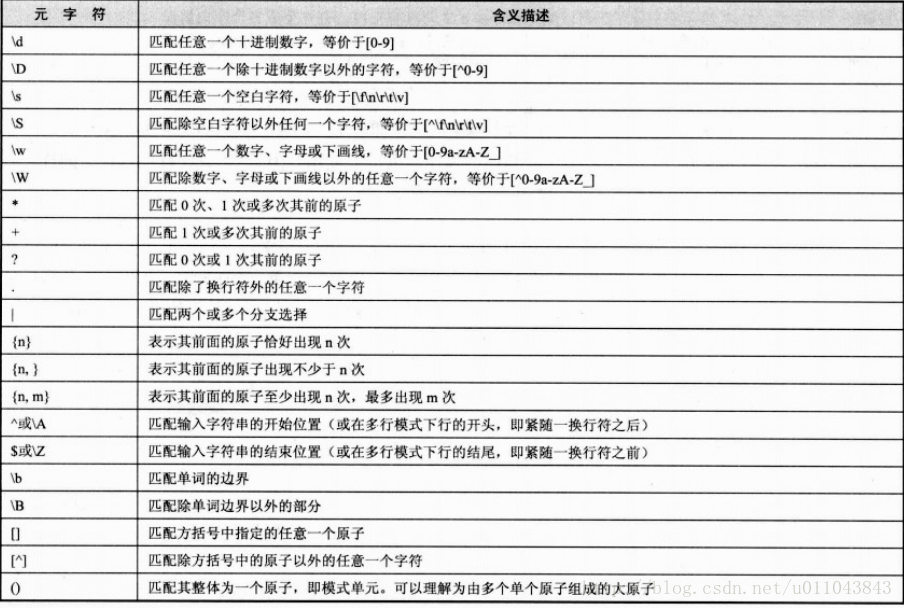 元 字 符 含义描述
\d 匹配任意一个十进制数字，等价于[0-9]
\D 匹配任意一个除十进制数字以外的字符，等价于[^0-9]
\s 匹配任意一个空白字符，等价于[\f\n\r\t\v]
\S 匹配除空白字符以外任何一个字符，等价于[^\f\n\r\t\v]
\w 匹配任意一个数字、字母或下画线，等价于[0-9a-zA-Z_]
\W 匹配除数字、字母或下画线以外的任意一个字符，等价于[^0-9a-zA-Z_]
* 匹配 0 次、1 次或多次其前的原子
+ 匹配 1 次或多次其前的原子
? 匹配 0 次或 1 次其前的原子
. 匹配除了换行符外的任意一个字符
| 匹配两个或多个分支选择
{n} 表示其前面的原子恰好出现 n 次
{n, } 表示其前面的原子出现不少于 n 次
{n, m} 表示其前面的原子至少出现 n 次，最多出现 m 次
^或\A 匹配输入字符串的开始位置（或在多行模式下行的开头，即紧随一换行符之后）
$或\Z 匹配输入字符串的结束位置（或在多行模式下行的结尾，即紧随一换行符之前）
\b 匹配单词的边界
\B 匹配除单词边界以外的部分
[] 匹配方括号中指定的任意一个原子
[^] 匹配除方括号中的原子以外的任意一个字符
() 匹配其整体为一个原子，即模式单元。可以理解为由多个单个原子组成的大原子
blog.csdn.net/u011043843